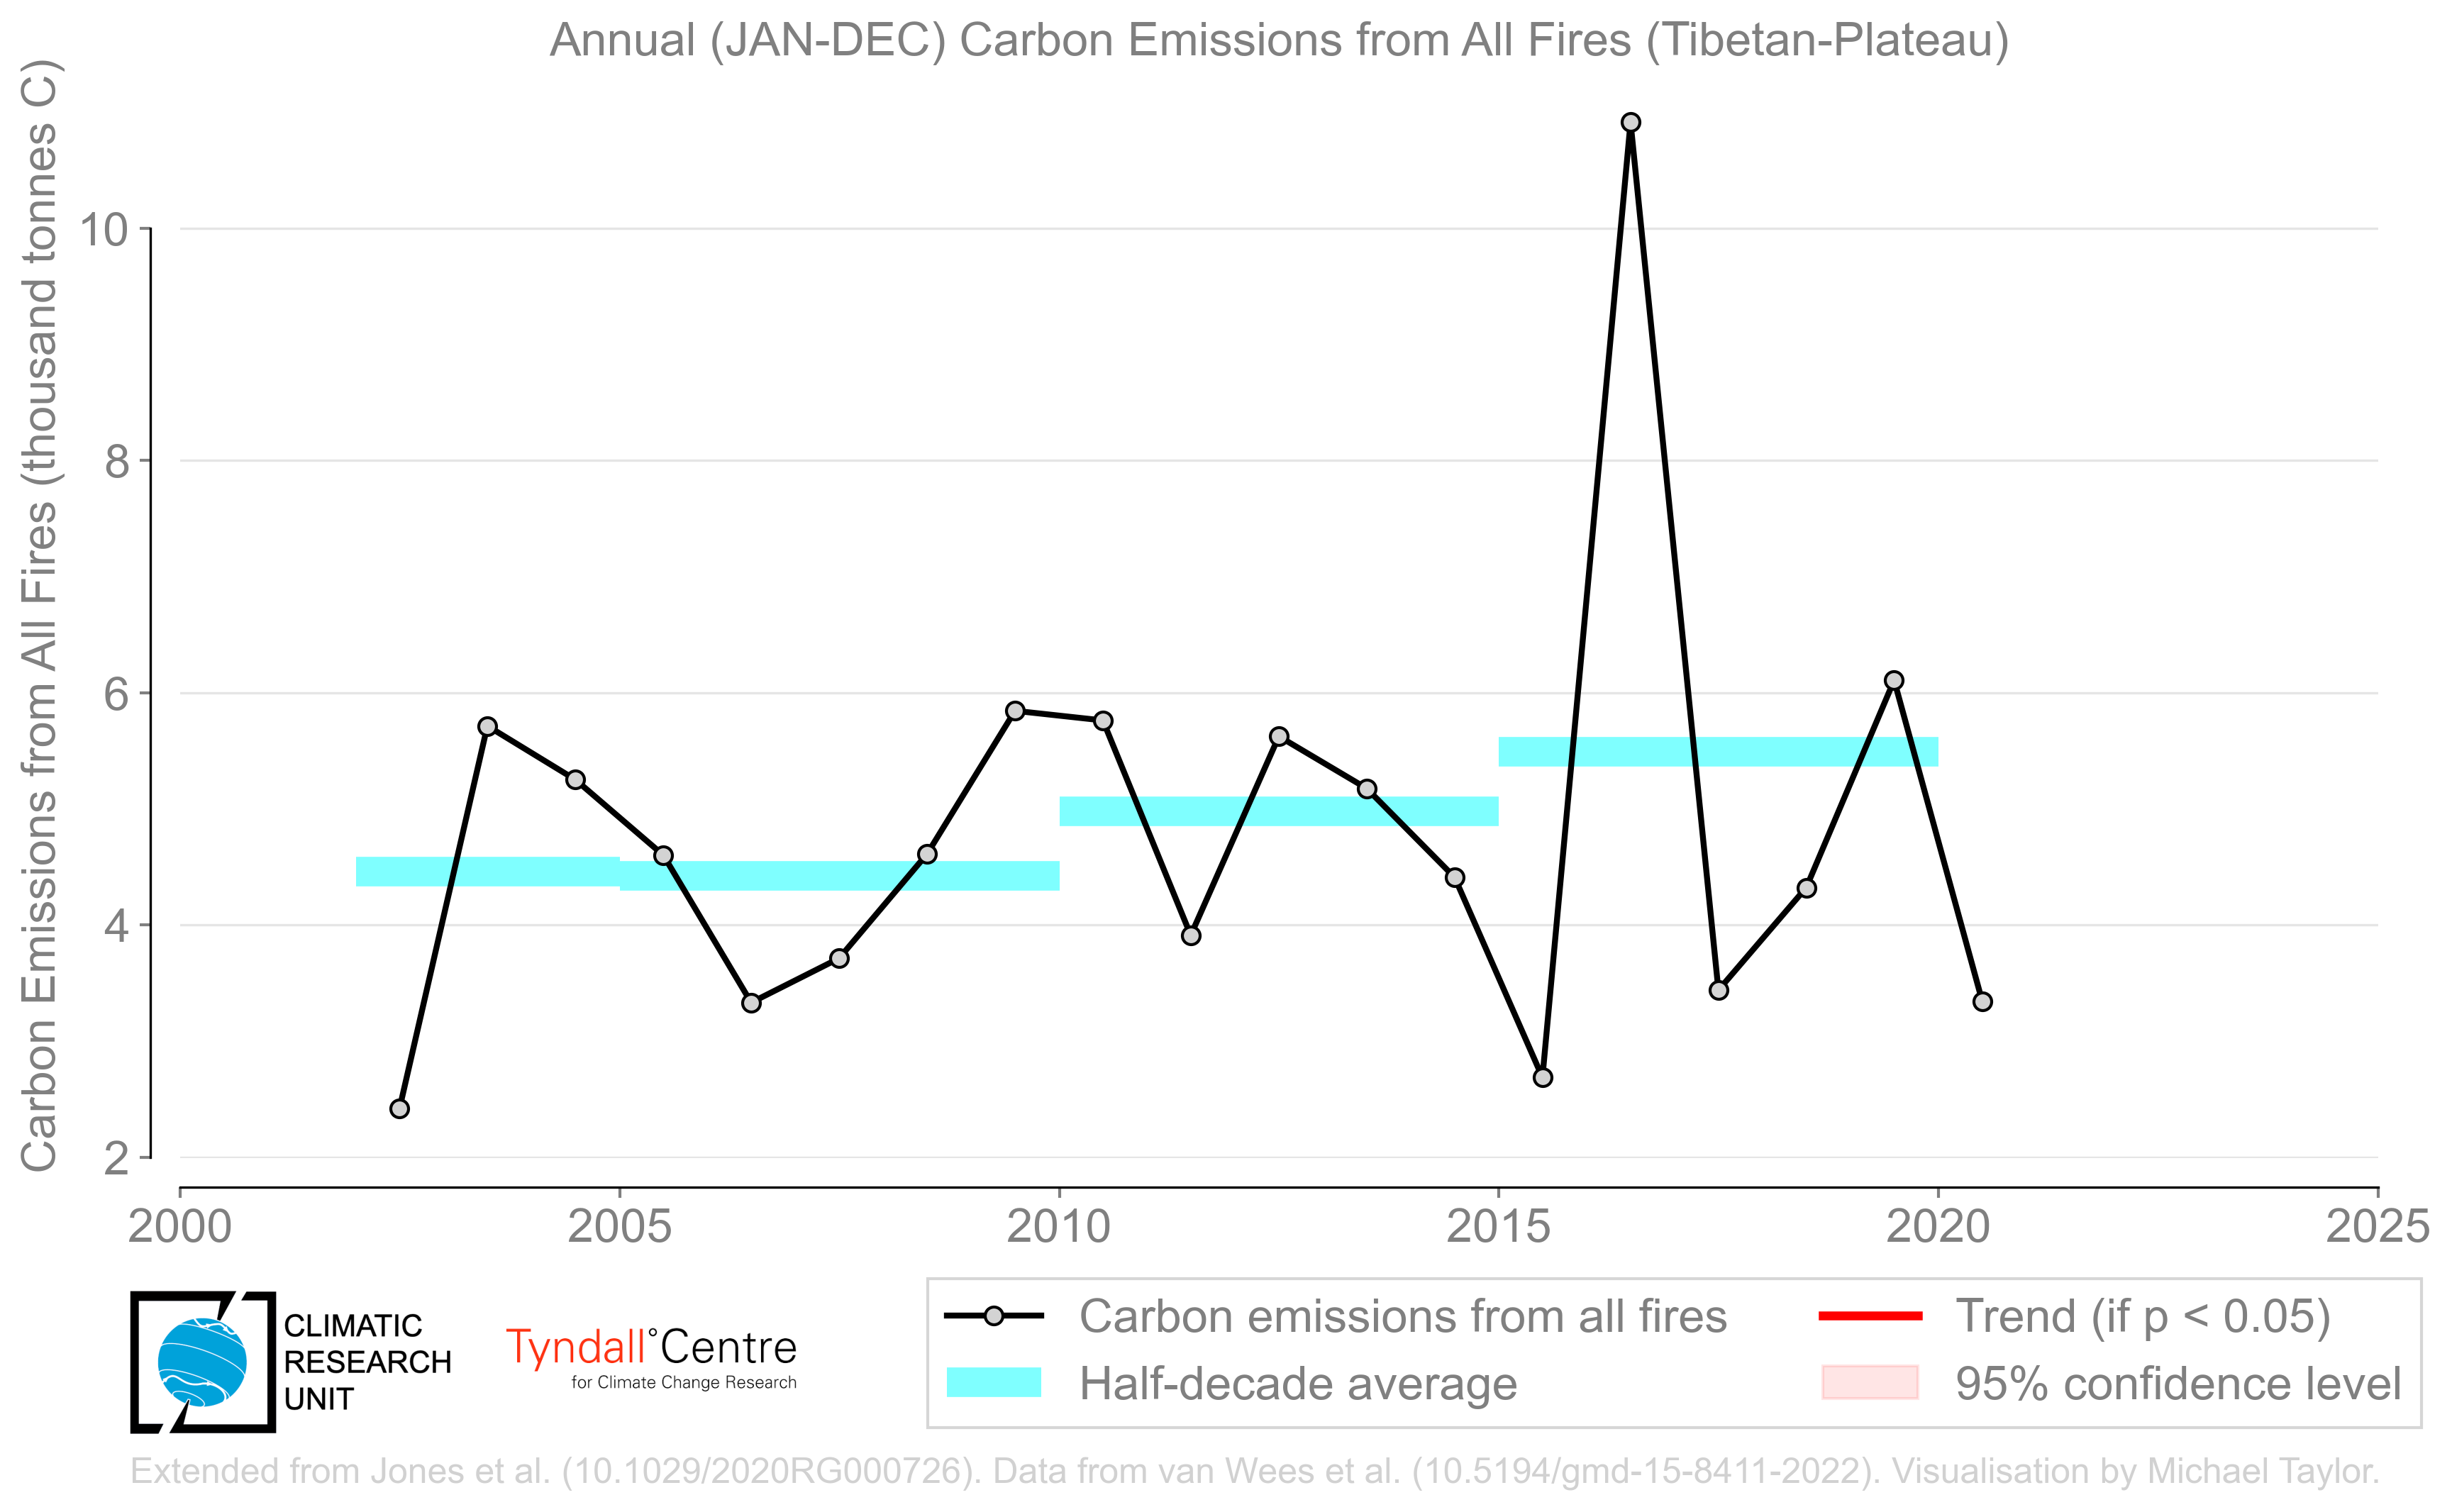 Annual (JAN-DEC) Carbon Emissions from All Fires (Tibetan-Plateau)
Carbon Emissions from All Fires (thousand tonnes C)
10
8
6
4
2
2000 2005 2010 2015 2020 2025
CLIMATIC
RESEARCH
UNIT
Tyndall°Centre
for Climate Change Research
Carbon emissions from all fires
Half-decade average
Trend (if p < 0.05)
95% confidence level
Extended from Jones et al. (10.1029/2020RG000726). Data from van Wees et al. (10.5194/gmd-15-8411-2022). Visualisation by Michael Taylor.